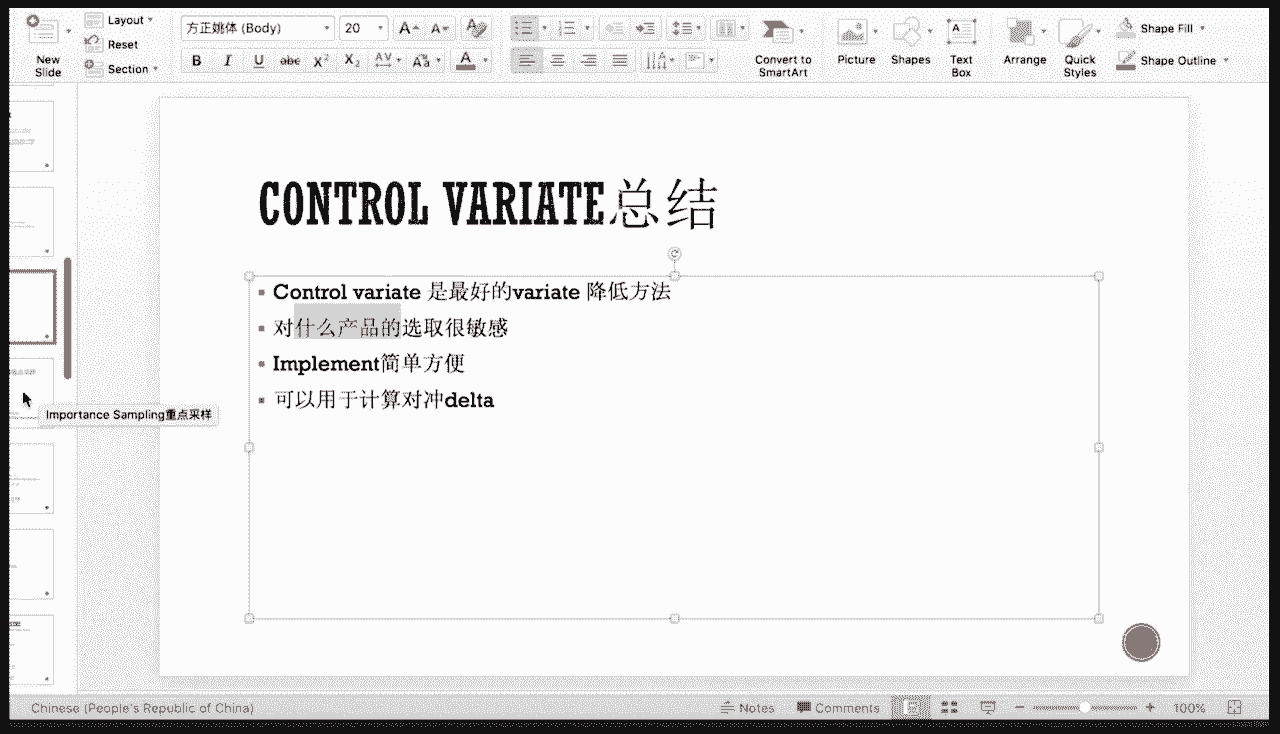 Layout
Reset
Section
New
Slide
方正姚体 (Body)
20
B I U abc X² X₂ AV Aa A
Convert to
SmartArt
Picture
Shapes
Text
Box
Arrange
Quick
Styles
Shape Fill
Shape Outline
CONTROL VARIATE总结
Control variate 是最好的variate 降低方法
对什么产品的选取很敏感
Implement简单方便
可以用于计算对冲delta
Importance Sampling重点采样
Chinese (People's Republic of China)
Notes
Comments
100%